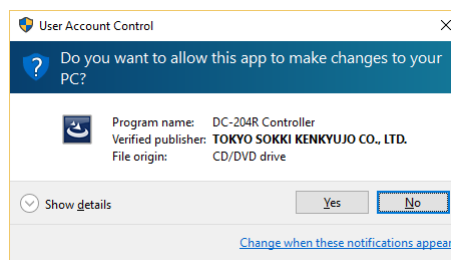 User Account Control
Do you want to allow this app to make changes to your
PC?
Program name: DC-204R Controller
Verified publisher: TOKYO SOKKI KENKYUJO CO., LTD.
File origin: CD/DVD drive
Show details Yes No
Change when these notifications appear